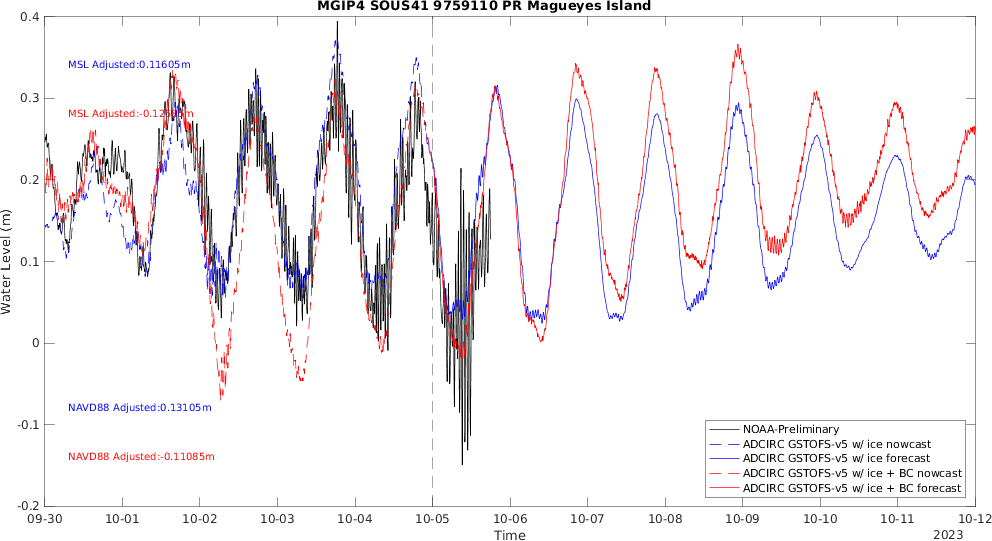 MGIP4 SOUS41 9759110 PR Magueyes Island
0.4
0.3
0.2
0.1
0
-0.1
-0.2
Water Level (m)
MSL Adjusted:0.11605m
MSL Adjusted:-0.12
NAVD88 Adjusted:0.13105m
NAVD88 Adjusted:-0.11085m
NOAA-Preliminary
ADCIRC GSTOFS-v5 w/ ice nowcast
ADCIRC GSTOFS-v5 w/ ice forecast
ADCIRC GSTOFS-v5 w/ ice + BC nowcast
ADCIRC GSTOFS-v5 w/ ice + BC forecast
09-30 10-01 10-02 10-03 10-04 10-05 10-06 10-07 10-08 10-09 10-10 10-11 10-12
Time
2023